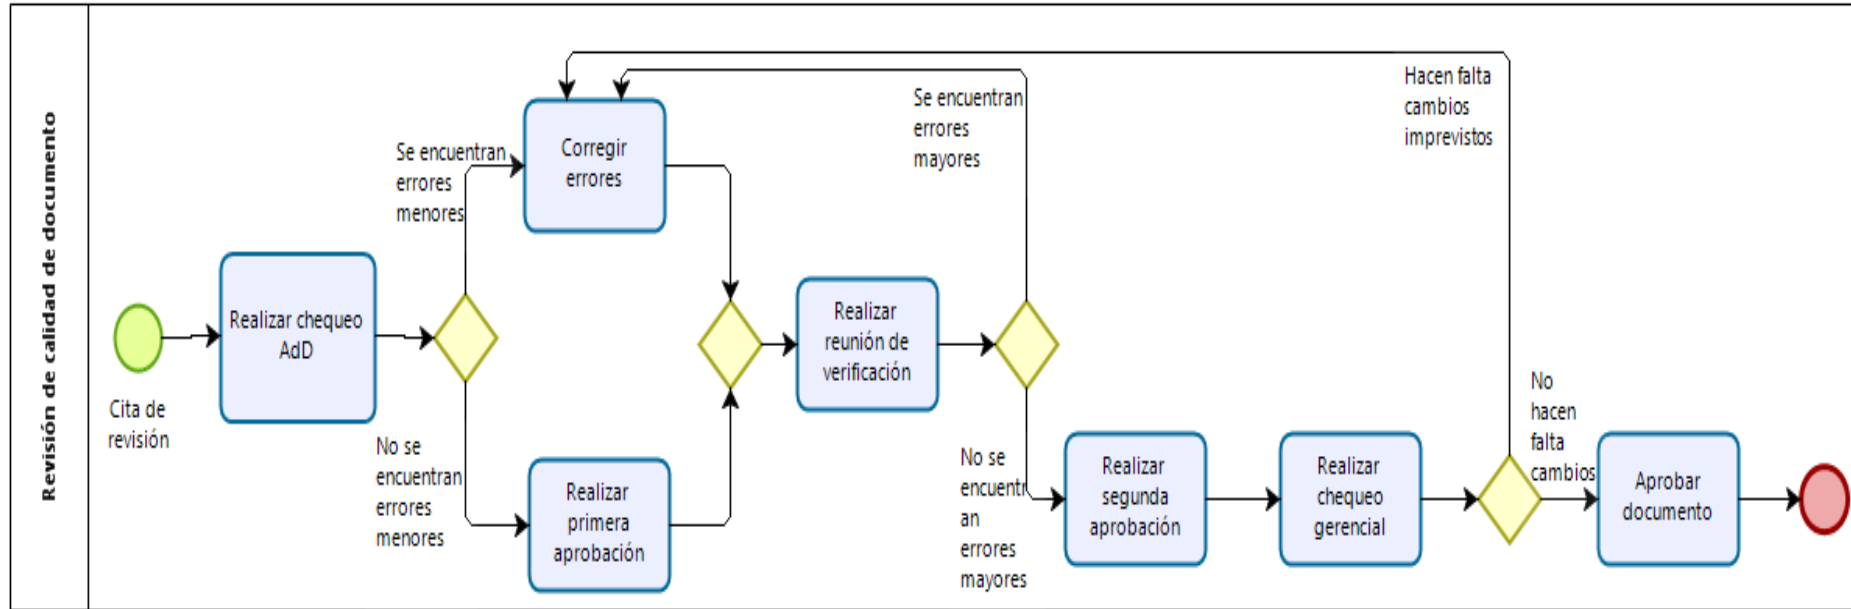 Revisión de calidad de documento
Cita de
revisión
Realizar chequeo
AdD
Se encuentran
errores
menores
No se
encuentran
errores
menores
Corregir
errores
Realizar
primera
aprobación
Realizar
reunión de
verificación
Se encuentran
errores
mayores
No se
encuentr
an
errores
mayores
Realizar
segunda
aprobación
Realizar
chequeo
gerencial
Hacen falta
cambios
imprevistos
No
hacen
falta
cambios
Aprobar
documento